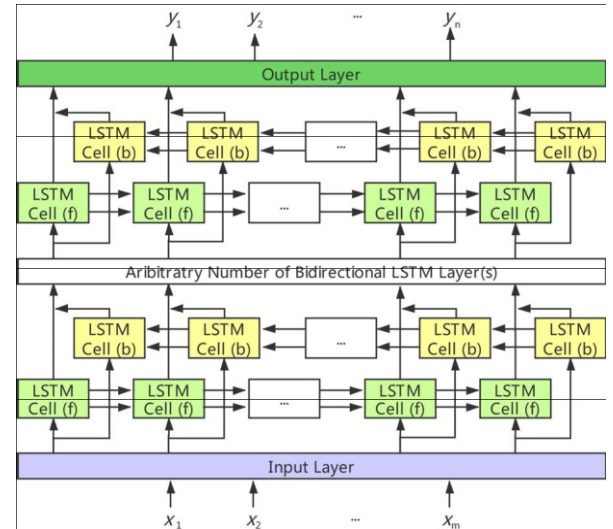 y1 y2 ... yn
Output Layer
LSTM LSTM LSTM LSTM
Cell (b) Cell (b) ... Cell (b) Cell (b)
LSTM LSTM LSTM LSTM
Cell (f) Cell (f) ... Cell (f) Cell (f)
Aribitratry Number of Bidirectional LSTM Layer(s)
LSTM LSTM LSTM LSTM
Cell (b) Cell (b) ... Cell (b) Cell (b)
LSTM LSTM LSTM LSTM
Cell (f) Cell (f) ... Cell (f) Cell (f)
Input Layer
x1 x2 ... xm